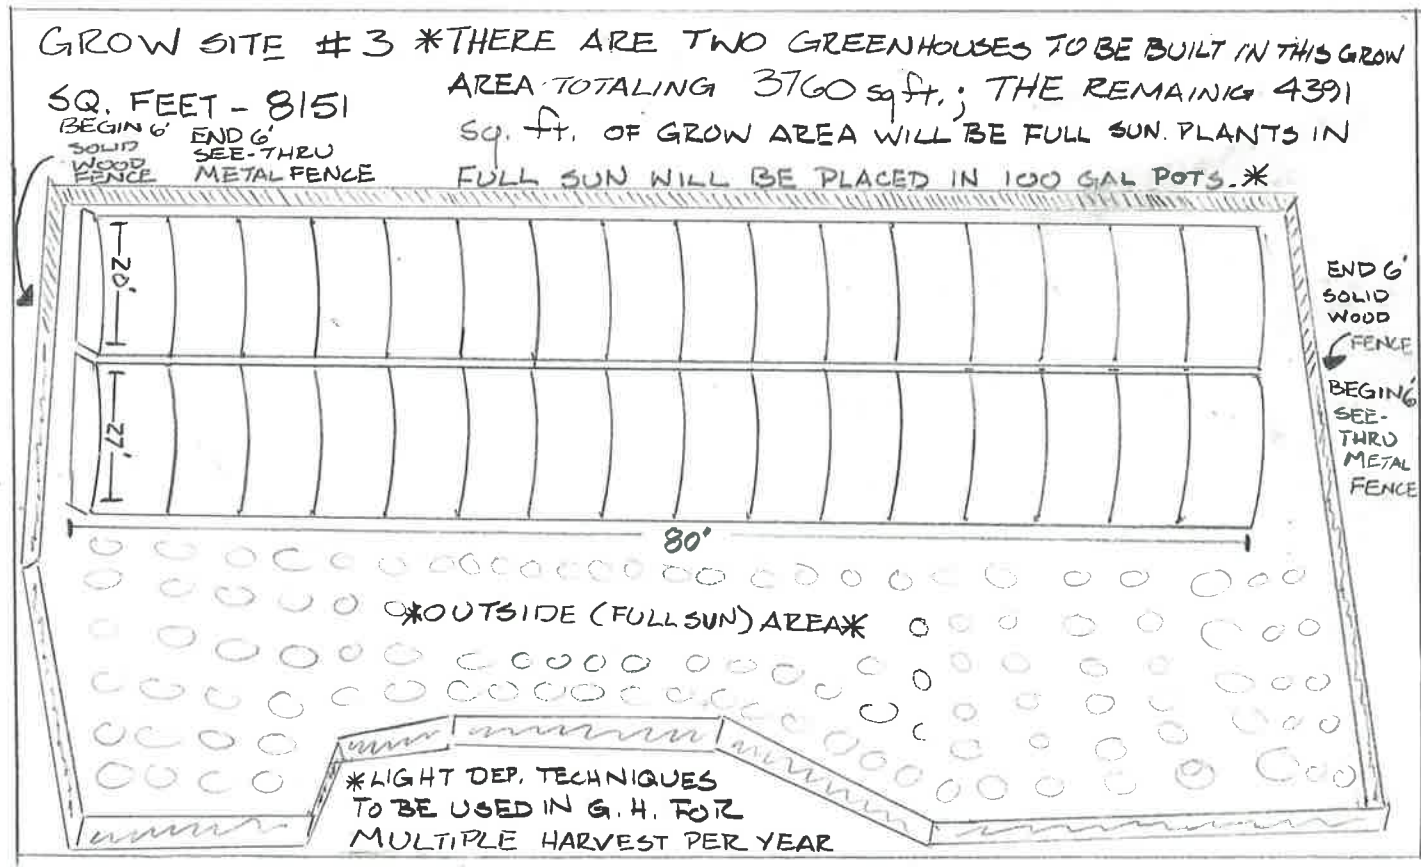 GROW SITE #3 *THERE ARE TWO GREENHOUSES TO BE BUILT IN THIS GROW
AREA TOTALING 3760 sq ft.; THE REMAINIG 4391
SQ. FEET - 8151
sq. ft. OF GROW AREA WILL BE FULL SUN. PLANTS IN
FULL SUN WILL BE PLACED IN 100 GAL POTS.*
BEGIN 6'
SOLID
WOOD
FENCE
END 6'
SEE-THRU
METAL FENCE
20'
27'
80'
END 6'
SOLID
WOOD
FENCE
BEGIN 6'
SEE-
THRU
METAL
FENCE
*OUTSIDE (FULL SUN) AREA*
*LIGHT DEP. TECHNIQUES
TO BE USED IN G.H. FOR
MULTIPLE HARVEST PER YEAR